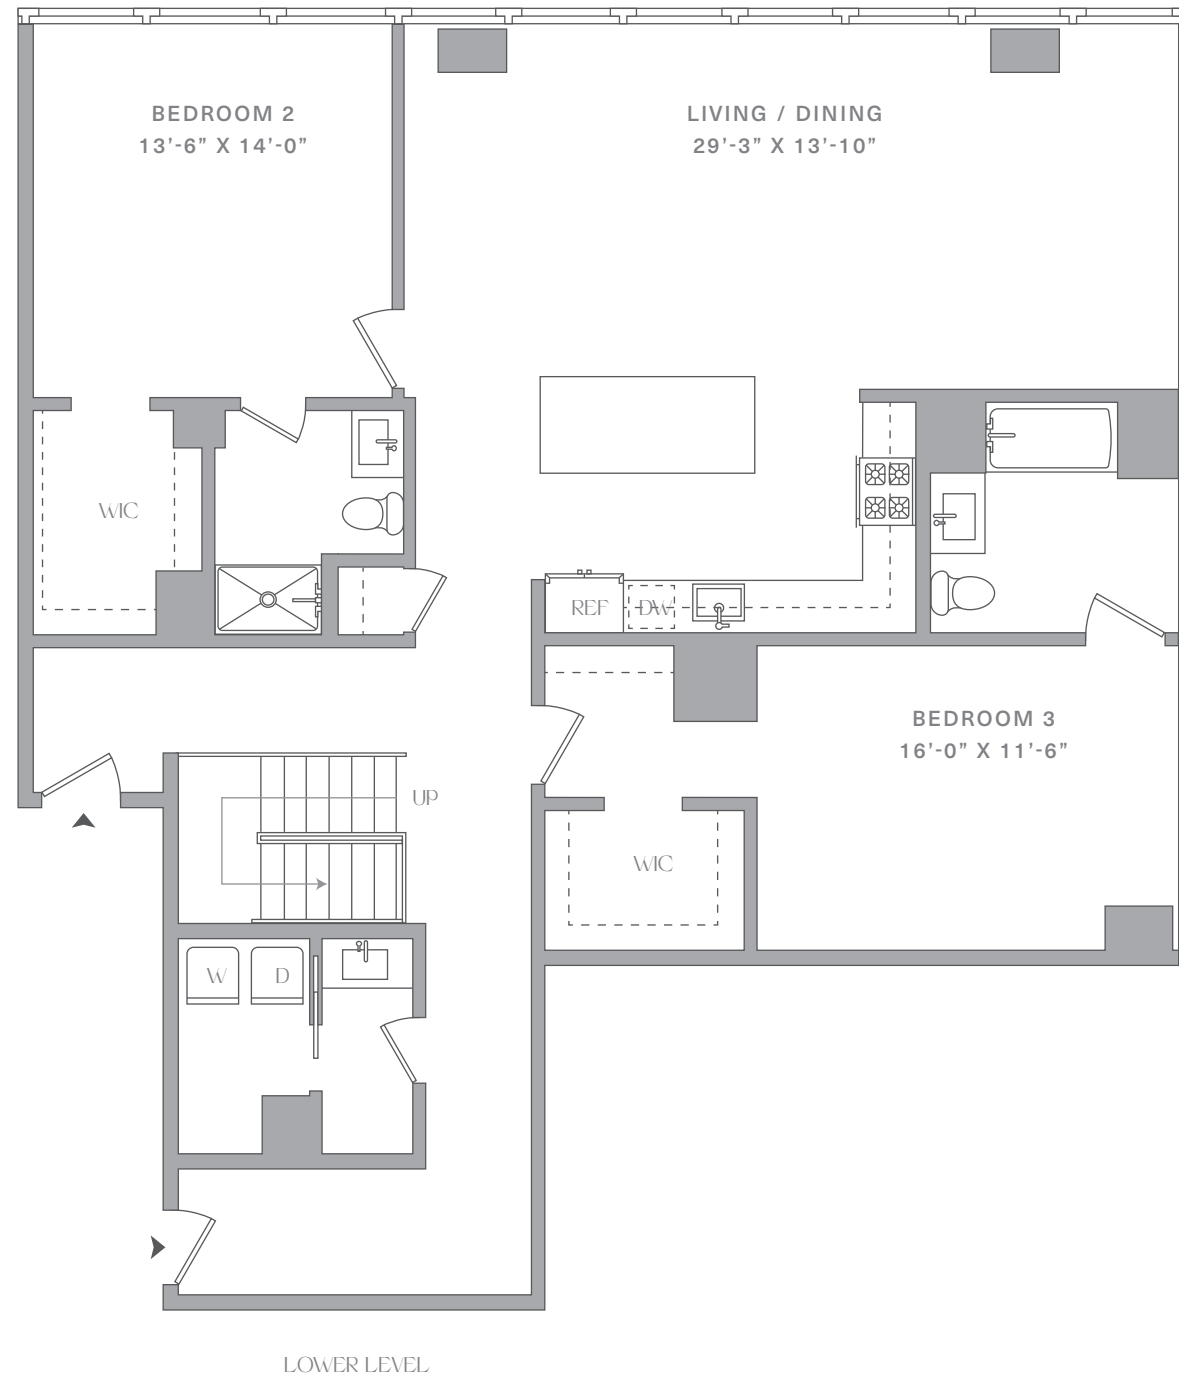 BEDROOM 2
13’-6” X 14’-0”
LIVING / DINING
29’-3” X 13’-10”
WIC
REF
DW
BEDROOM 3
16’-0” X 11’-6”
UP
WIC
W
D
LOWER LEVEL